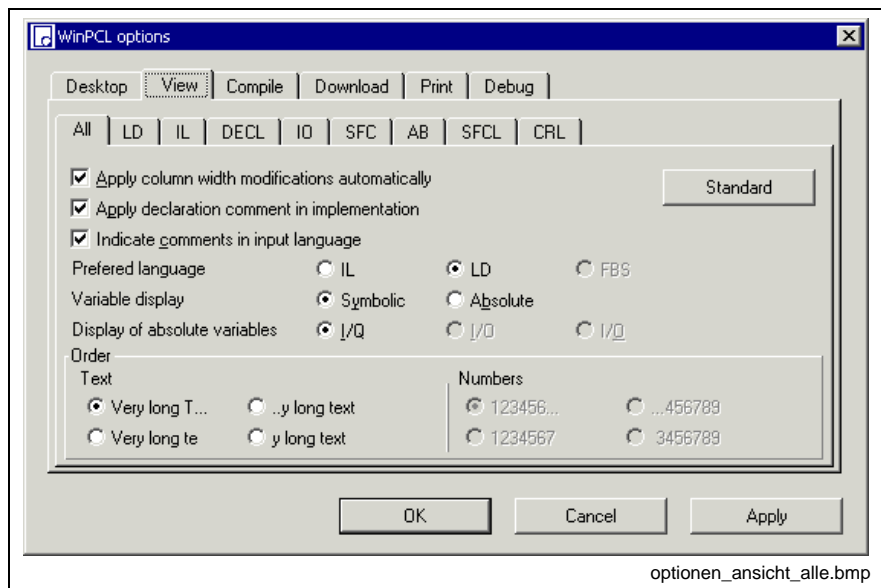 WinPCL options
Desktop View Compile Download Print Debug
All LD IL DECL IO SFC AB SFCL CRL
Apply column width modifications automatically
Standard
Apply declaration comment in implementation
Indicate comments in input language
Prefered language IL LD FBS
Variable display Symbolic Absolute
Display of absolute variables I/Q I/O I/O
Order
Text Numbers
Very long T... ..y long text 123456... ...456789
Very long te y long text 1234567 3456789
OK Cancel Apply
optionen_ansicht_alle.bmp